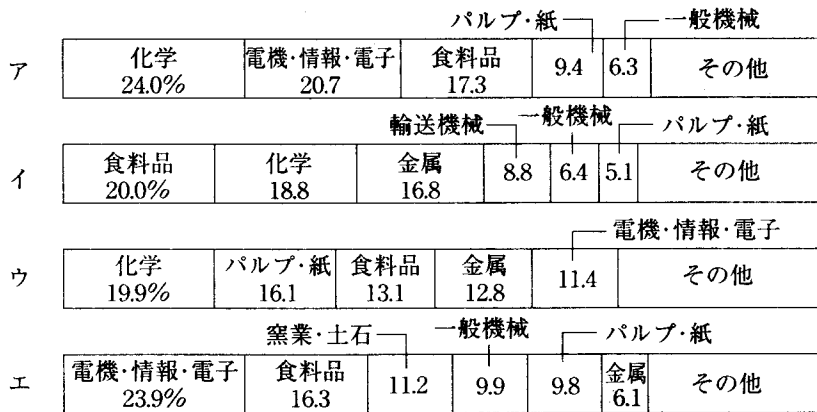 パルプ・紙 一般機械
ア 化学 電機・情報・電子 食料品 9.4 6.3 その他
24.0% 20.7 17.3
輸送機械 一般機械 パルプ・紙
イ 食料品 化学 金属 8.8 6.4 5.1 その他
20.0% 18.8 16.8
電機・情報・電子
ウ 化学 パルプ・紙 食料品 金属 11.4 その他
19.9% 16.1 13.1 12.8
窯業・土石 一般機械 パルプ・紙
エ 電機・情報・電子 食料品 11.2 9.9 9.8 金属 その他
23.9% 16.3 6.1